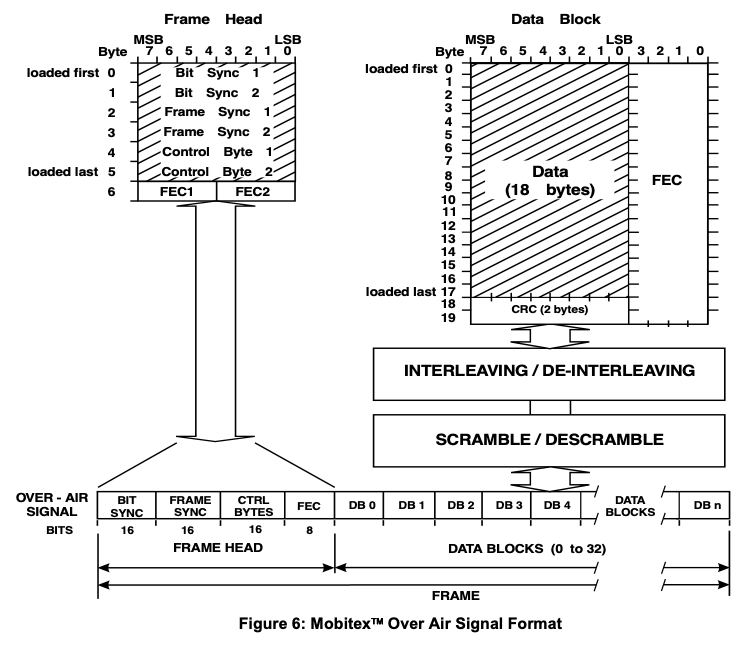 Frame Head
MSB LSB
Byte 7 6 5 4 3 2 1 0
loaded first 0 Bit Sync 1
1 Bit Sync 2
2 Frame Sync 1
3 Frame Sync 2
4 Control Byte 1
loaded last 5 Control Byte 2
6 FEC1 FEC2
Data Block
MSB LSB
Byte 7 6 5 4 3 2 1 0 3 2 1 0
loaded first 0
1
2
3
4
5
6
7
8 Data FEC
9 (18 bytes)
10
11
12
13
14
15
16
loaded last 17
18 CRC (2 bytes)
19
INTERLEAVING / DE-INTERLEAVING
SCRAMBLE / DESCRAMBLE
OVER - AIR SIGNAL
BIT SYNC
FRAME SYNC
CTRL BYTES
FEC
DB 0
DB 1
DB 2
DB 3
DB 4
DATA BLOCKS
DB n
BITS 16 16 16 8
FRAME HEAD DATA BLOCKS (0 to 32)
FRAME
Figure 6: Mobitex™ Over Air Signal Format